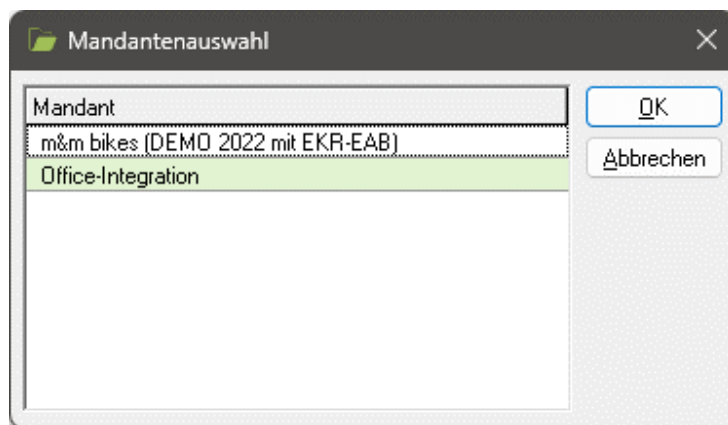 Mandantenauswahl
Mandant
m&m bikes (DEMO 2022 mit EKR-EAB)
Office-Integration
OK
Abbrechen